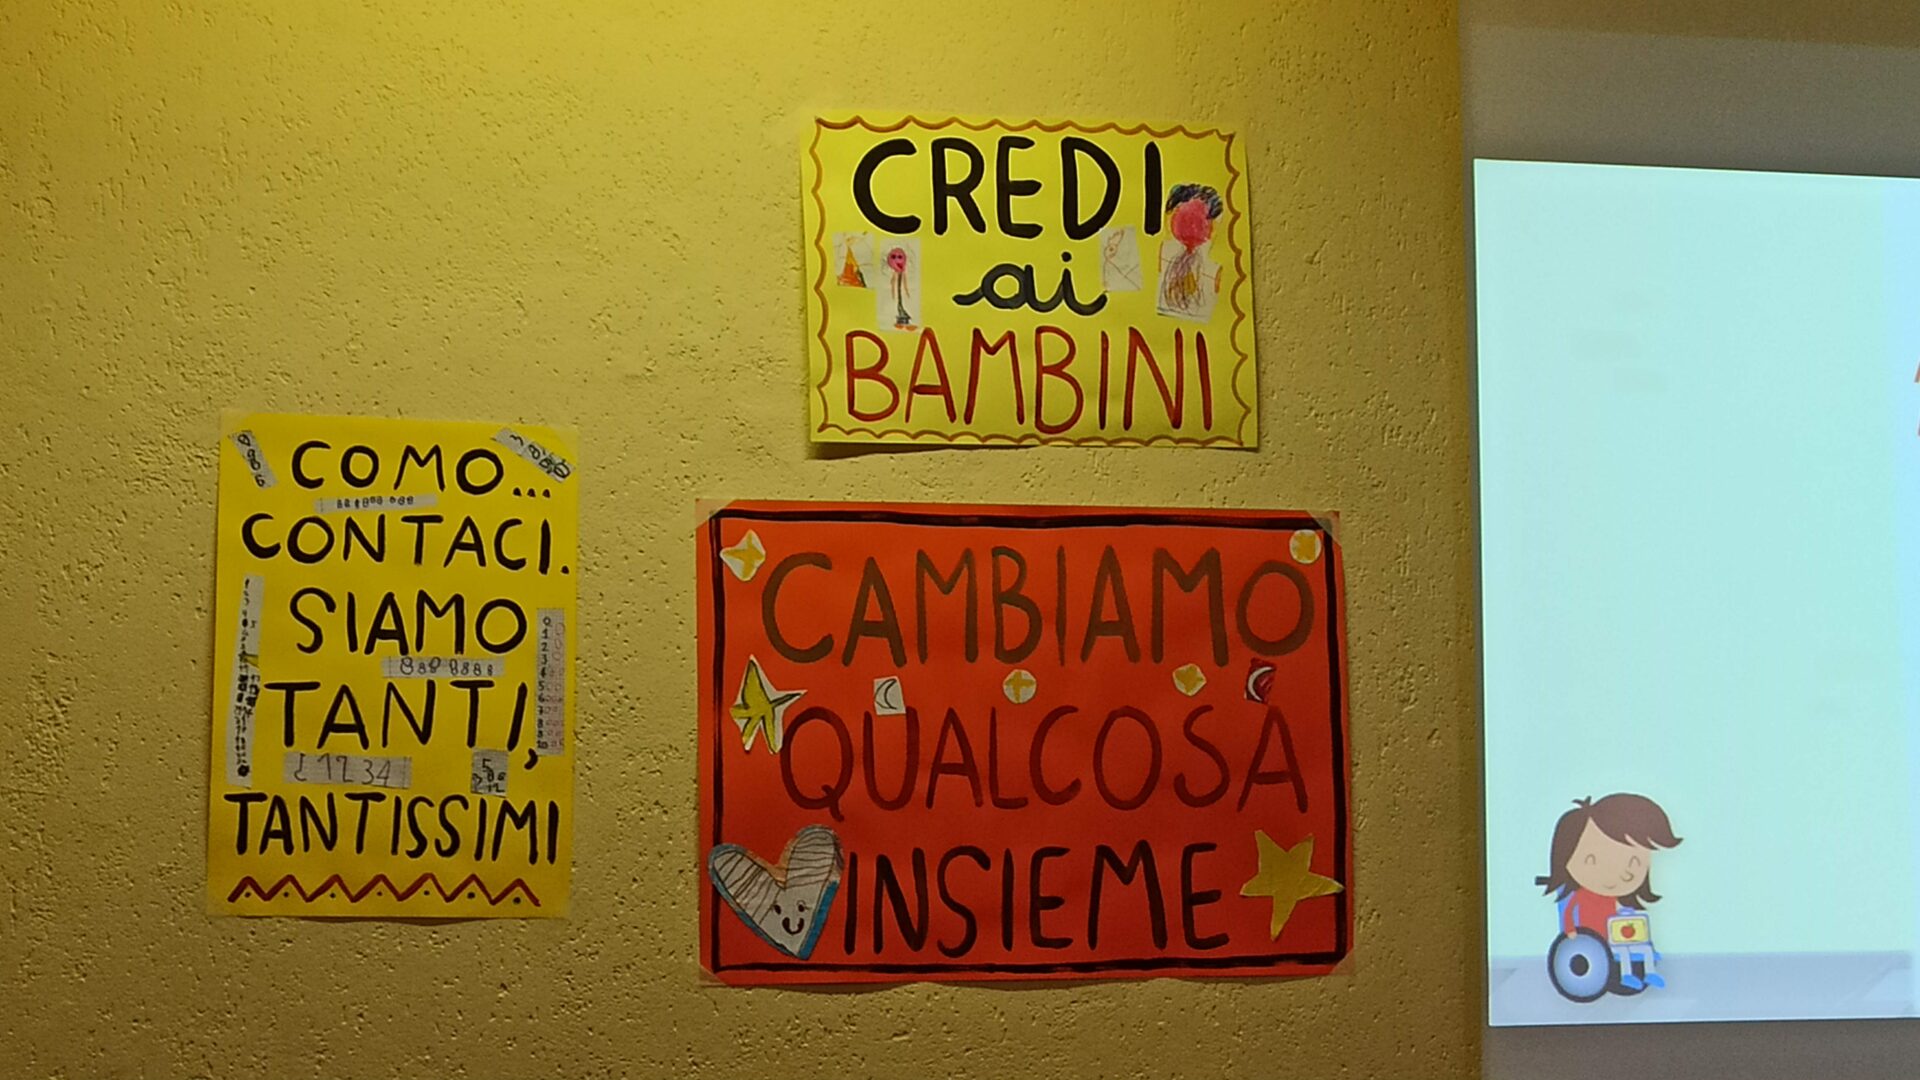 CREDI
ai
BAMBINI
COMO...
CONTACI.
SIAMO
TANTI,
TANTISSIMI
CAMBIAMO
QUALCOSA
INSIEME